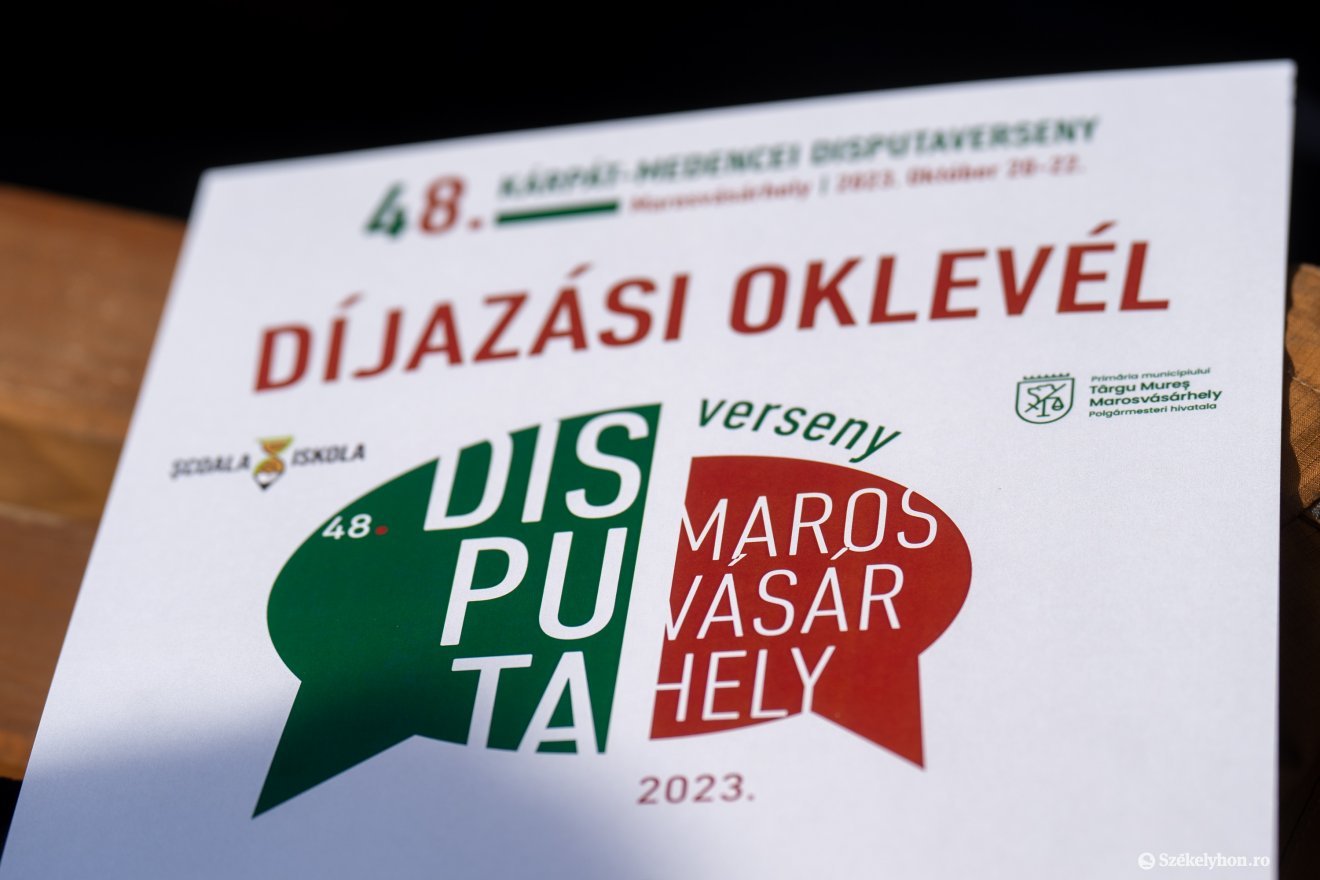 48. KÁRPÁT-MEDENCEI DISPUTAVERSENY
Marosvásárhely | 2023. Október 20-22.
DÍJAZÁSI OKLEVÉL
Primăria municipiului
Târgu Mureș
Marosvásárhely
Polgármesteri hivatala
ȘCOALA ISKOLA
verseny
48.
DIS
PU
TA
MAROS
VÁSÁR
HELY
2023.
Székelyhon.ro